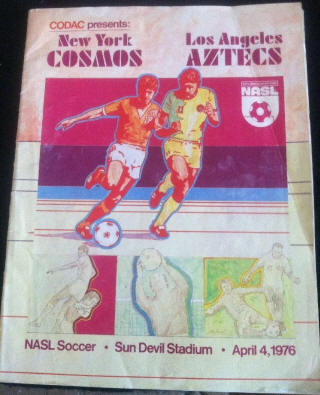 CODAC presents:
New York
COSMOS
Los Angeles
AZTECS
NASL
NASL Soccer • Sun Devil Stadium • April 4, 1976